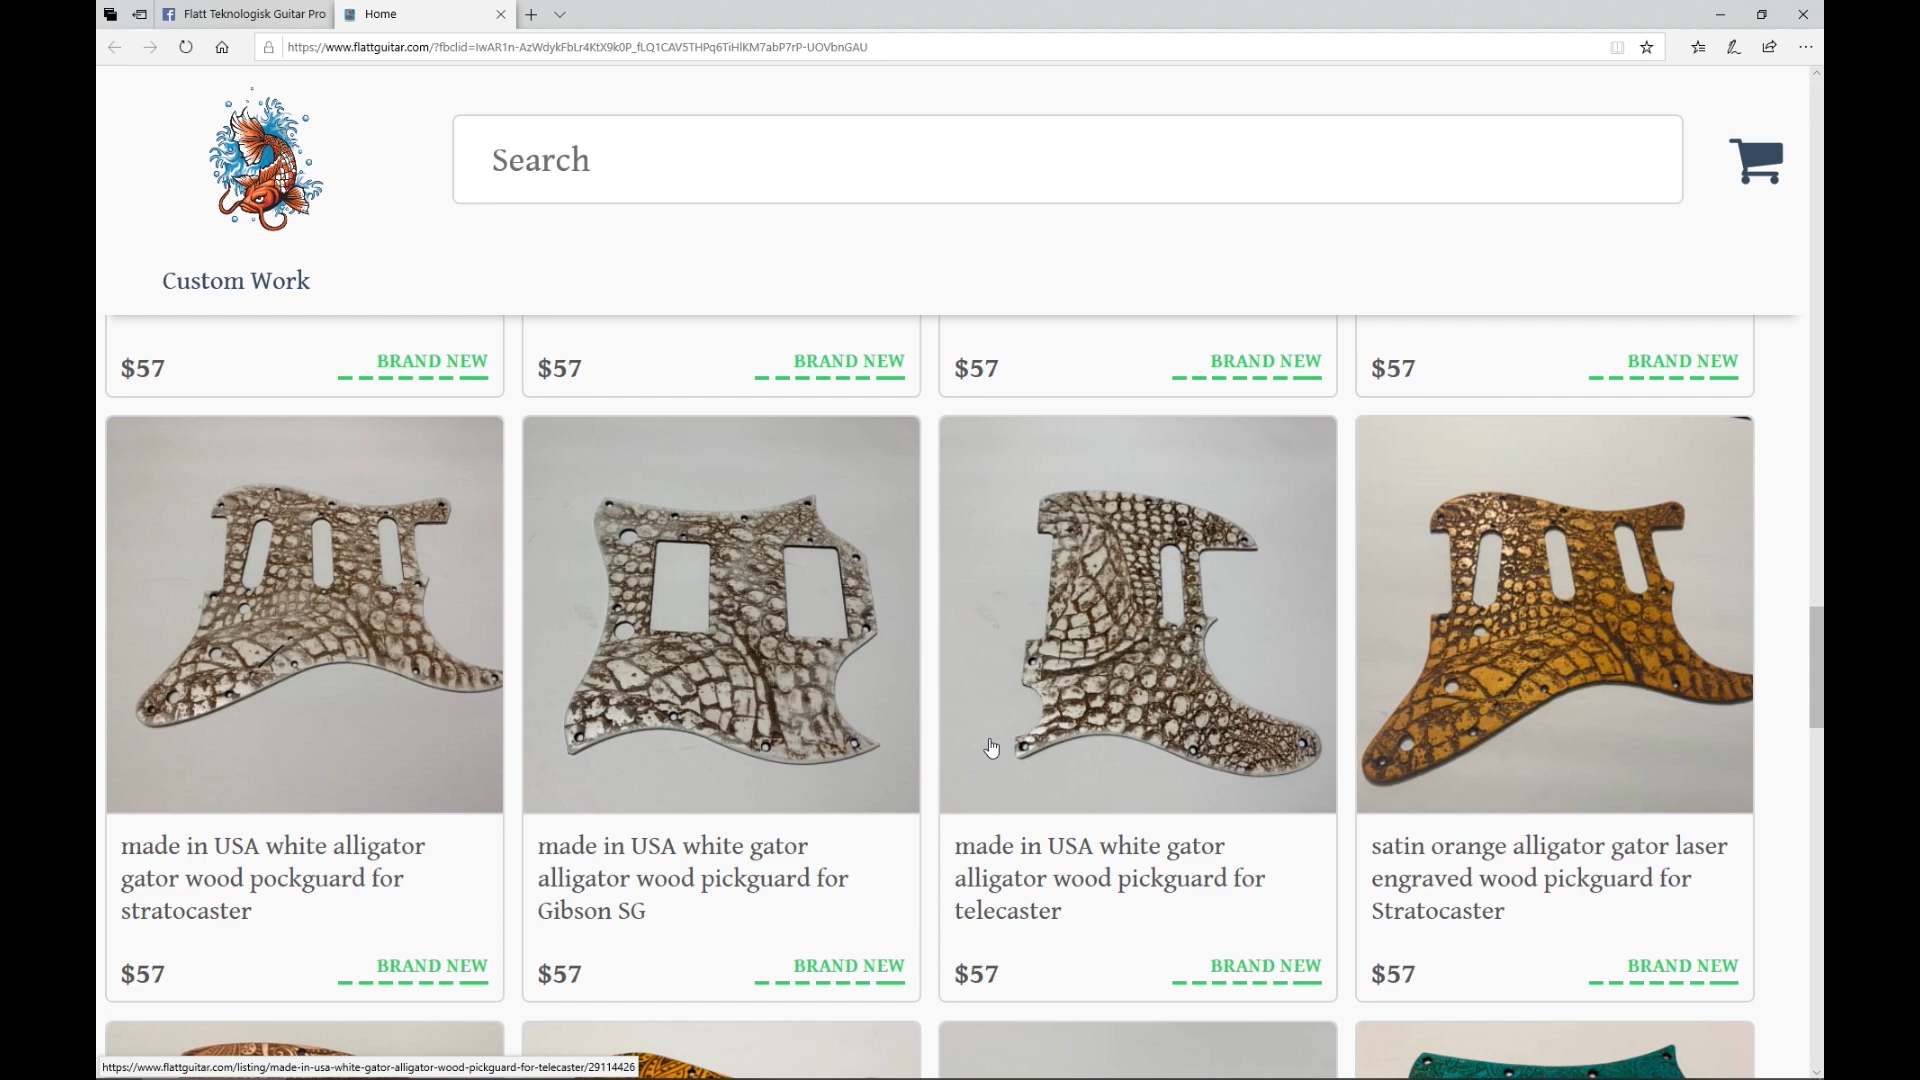 Flatt Teknologisk Guitar Pro
Home
https://www.flattguitar.com/?fbclid=IwAR1n-AzWdykFbLr4KtX9k0P_fLQ1CAV5THPq6TiHlKM7abP7rP-UOVbnGAU
Search
Custom Work
$57 BRAND NEW
$57 BRAND NEW
$57 BRAND NEW
$57 BRAND NEW
made in USA white alligator
gator wood pockguard for
stratocaster
$57 BRAND NEW
made in USA white gator
alligator wood pickguard for
Gibson SG
$57 BRAND NEW
made in USA white gator
alligator wood pickguard for
telecaster
$57 BRAND NEW
satin orange alligator gator laser
engraved wood pickguard for
Stratocaster
$57 BRAND NEW
https://www.flattguitar.com/listing/made-in-usa-white-gator-alligator-wood-pickguard-for-telecaster/29114426